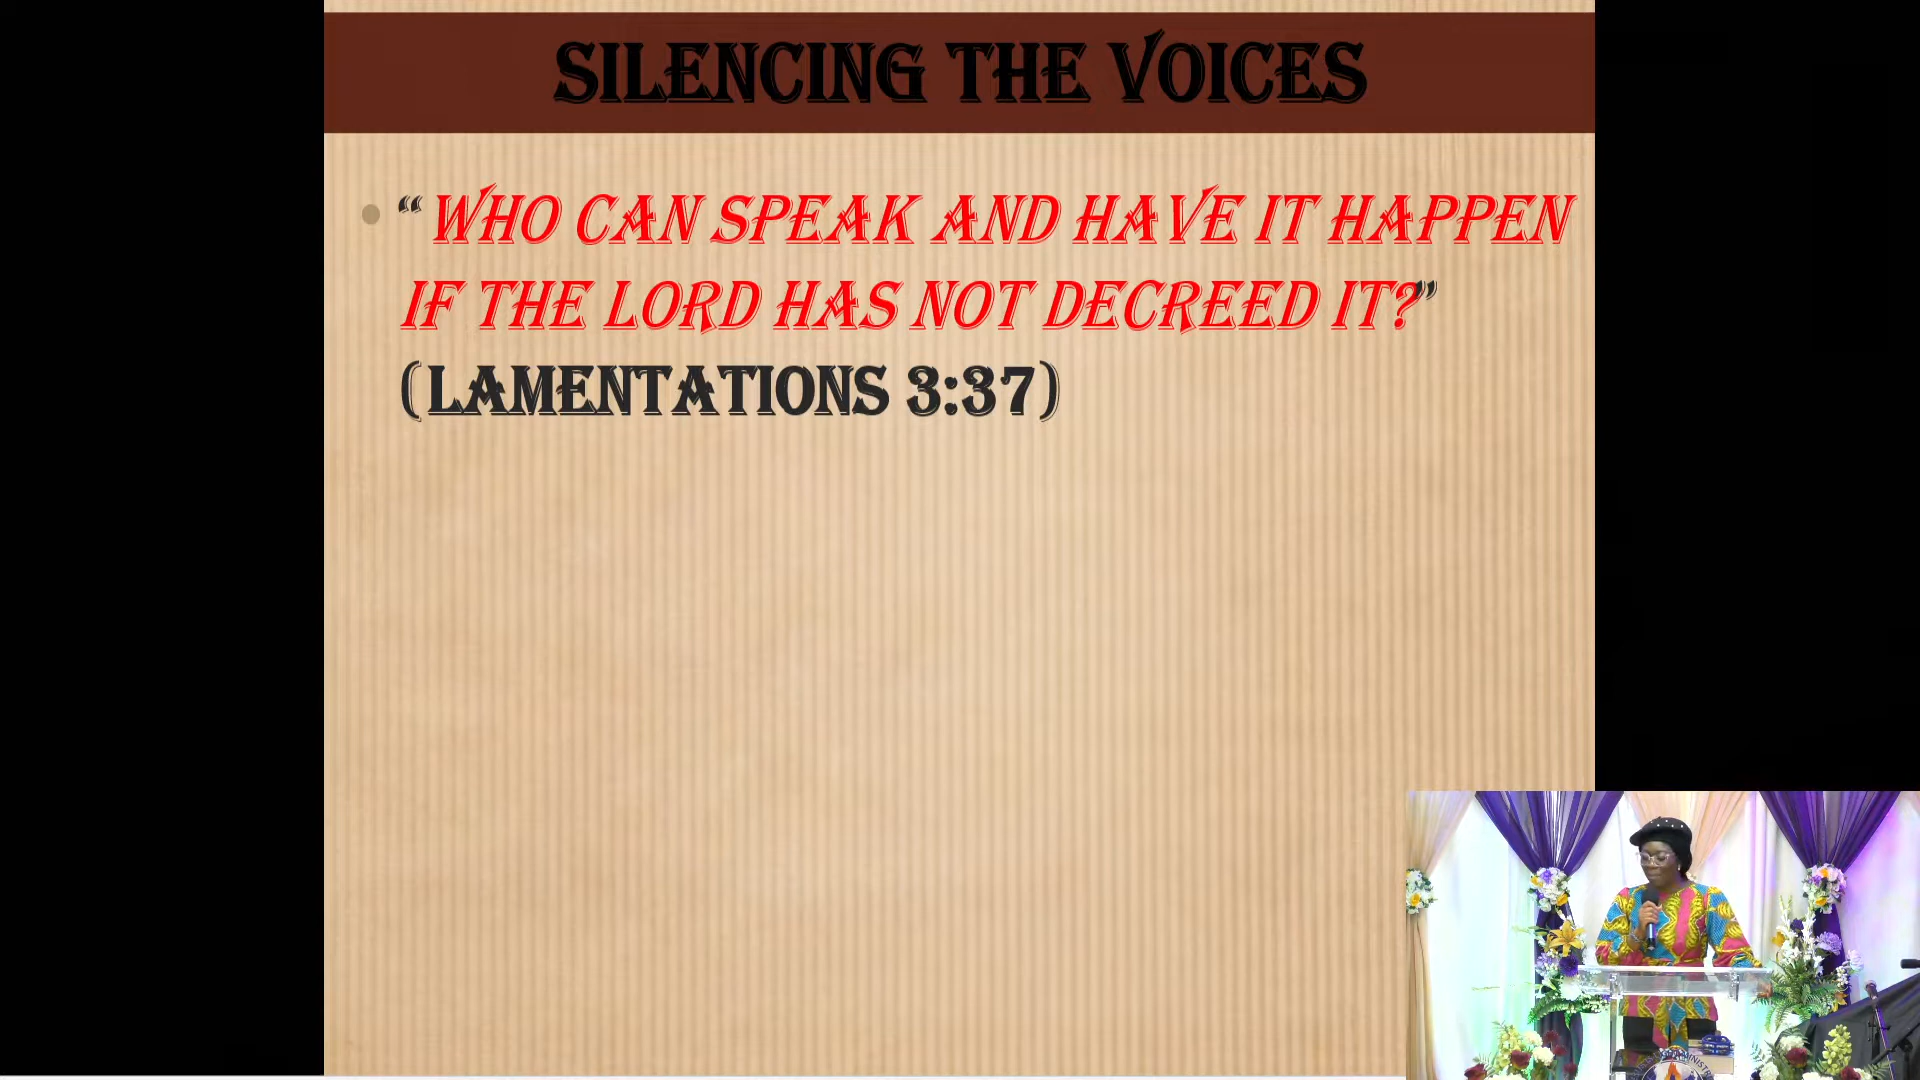 SILENCING THE VOICES
• “ WHO CAN SPEAK AND HAVE IT HAPPEN
IF THE LORD HAS NOT DECREED IT?”
(LAMENTATIONS 3:37)